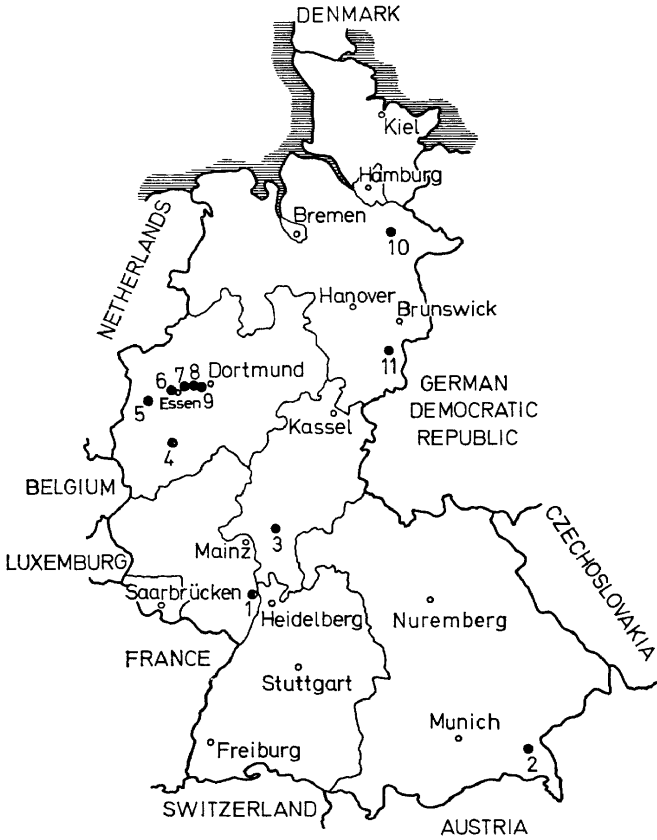 DENMARK
Kiel
Hamburg
Bremen
10
NETHERLANDS
Hanover
Brunswick
11
6 7 8 Dortmund
Essen 9
5
4
GERMAN
DEMOCRATIC
REPUBLIC
Kassel
BELGIUM
CZECHOSLOVAKIA
3
Mainz
LUXEMBURG
Saarbrücken
1
Heidelberg
Nuremberg
FRANCE
Stuttgart
Munich
Freiburg
2
SWITZERLAND
AUSTRIA